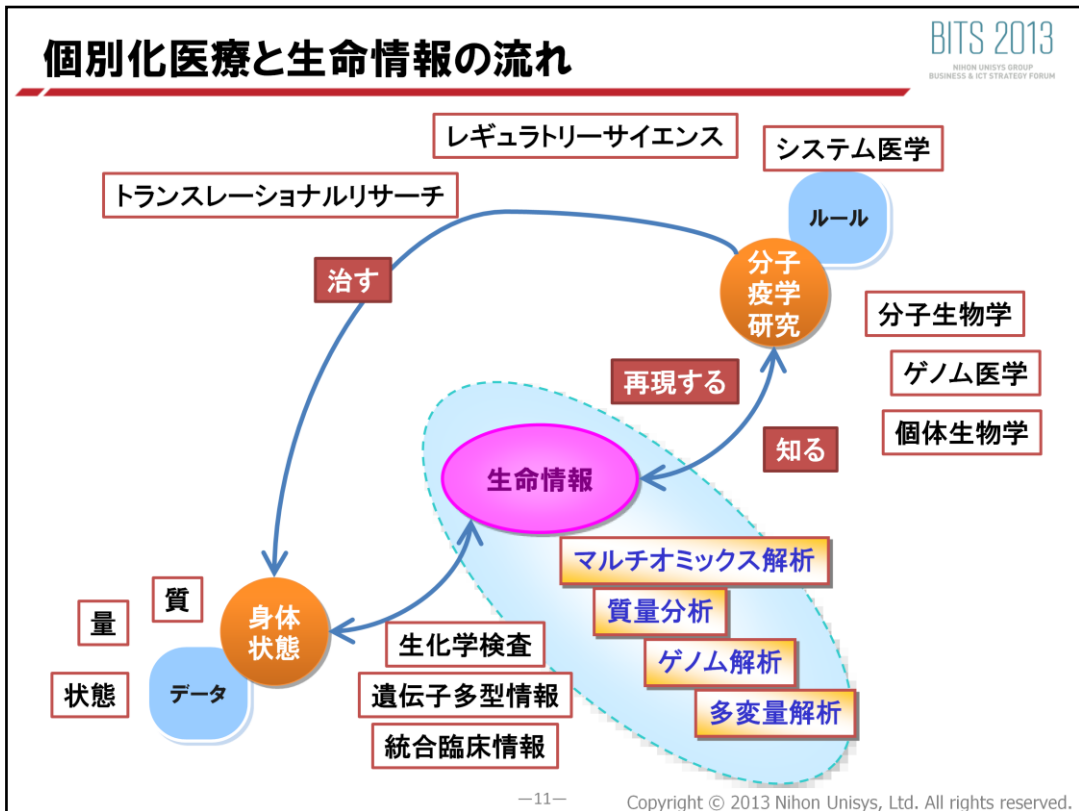 個別化医療と生命情報の流れ
BITS 2013
NIHON UNISYS GROUP
BUSINESS & ICT STRATEGY FORUM
レギュラトリーサイエンス
システム医学
トランスレーショナルリサーチ
ルール
治す
分子
疫学
研究
分子生物学
再現する
ゲノム医学
知る
個体生物学
生命情報
マルチオミックス解析
質量分析
ゲノム解析
多変量解析
質
量
状態
身体
状態
データ
生化学検査
遺伝子多型情報
統合臨床情報
—11—
Copyright © 2013 Nihon Unisys, Ltd. All rights reserved.